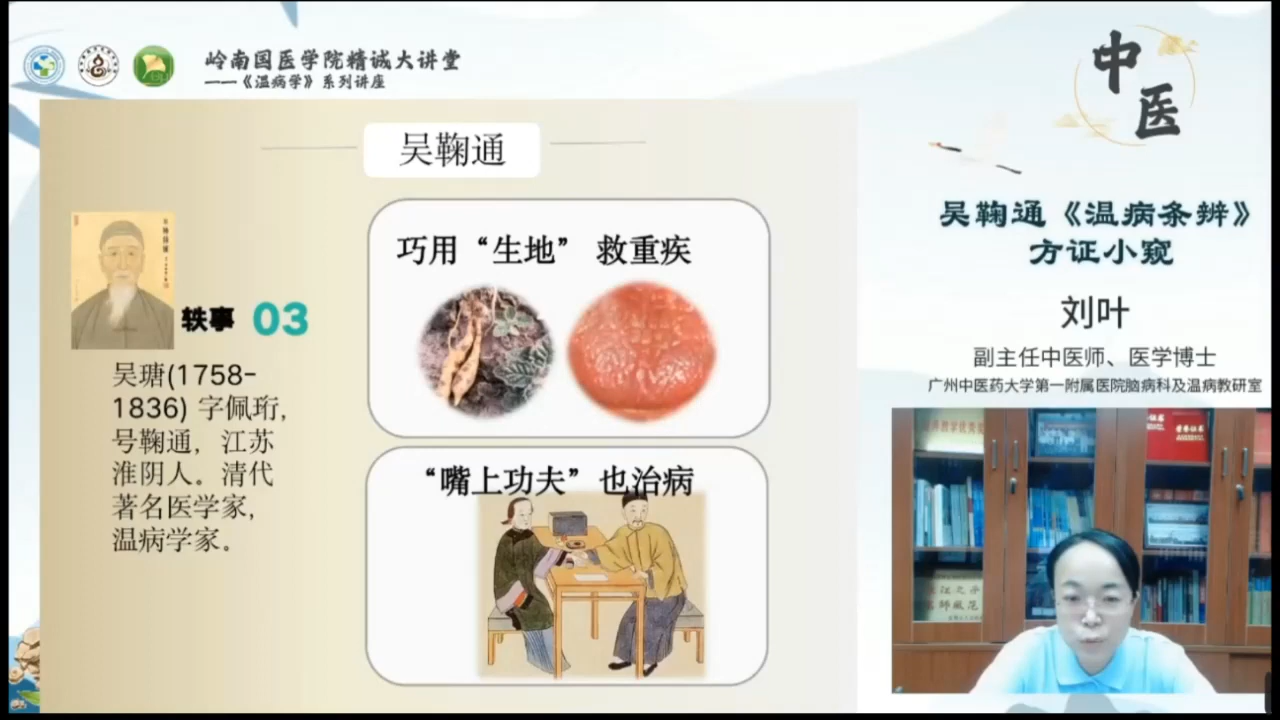 岭南国医学院精诚大讲堂
——《温病学》系列讲座
中医
吴鞠通
轶事 03
吴瑭(1758-
1836) 字佩珩,
号鞠通，江苏
淮阴人。清代
著名医学家,
温病学家。
巧用“生地” 救重疾
“嘴上功夫”也治病
吴鞠通《温病条辨》
方证小窥
刘叶
副主任中医师、医学博士
广州中医药大学第一附属医院脑病科及温病教研室